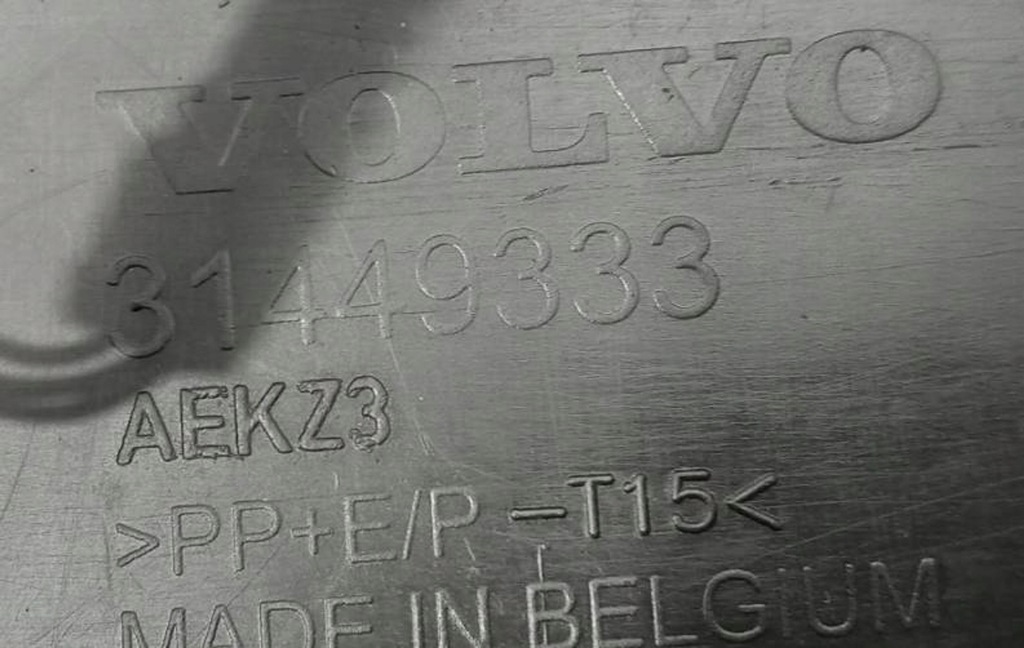 VOLVO
31449333
AEKZ3
>PP+E/P-T15<
MADE IN BELGIUM